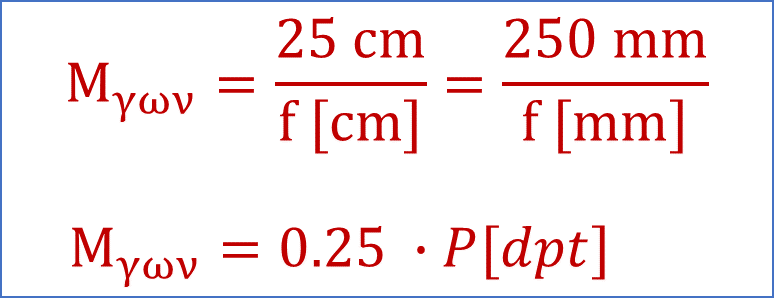 M_γων = 25 cm / f [cm] = 250 mm / f [mm]
M_γων = 0.25 · P[dpt]